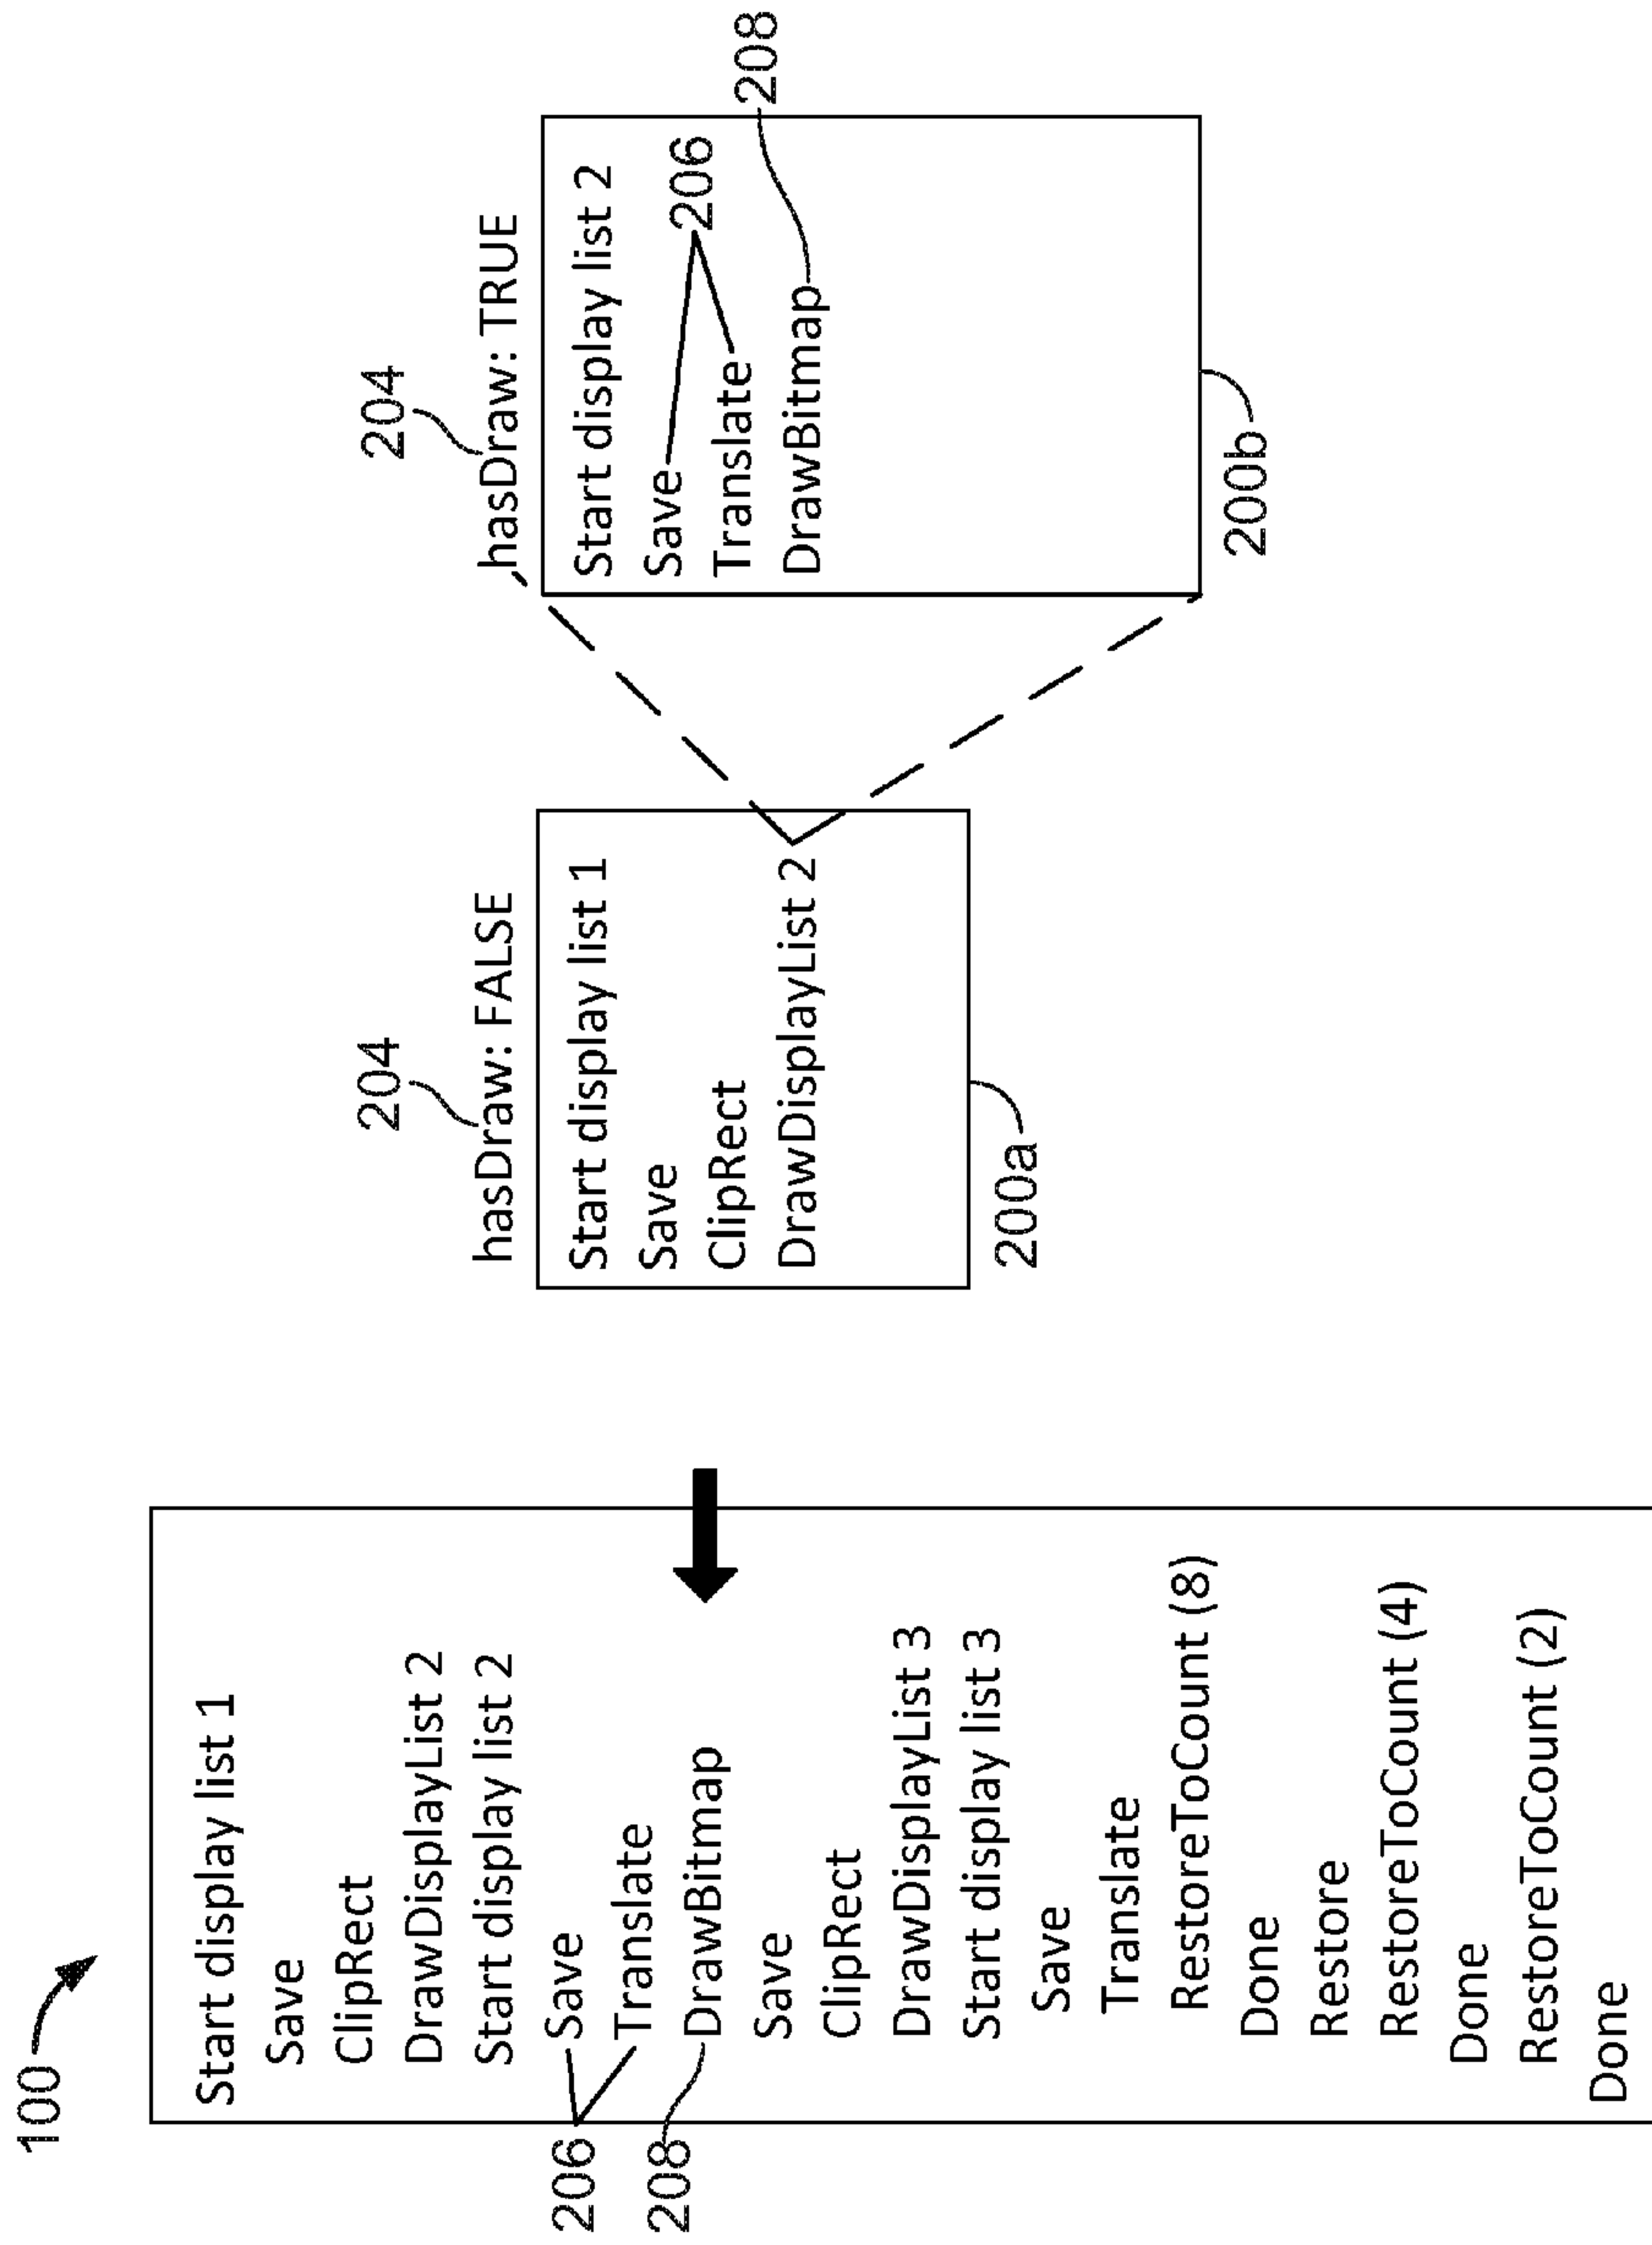 100
Start display list 1
Save
ClipRect
DrawDisplayList 2
Start display list 2
206
Save
Translate
208
DrawBitmap
Save
ClipRect
DrawDisplayList 3
Start display list 3
Save
Translate
RestoreToCount (8)
Done
Restore
RestoreToCount (4)
Done
RestoreToCount (2)
Done
204
hasDraw: FALSE
Start display list 1
Save
ClipRect
DrawDisplayList 2
200a
204
hasDraw: TRUE
Start display list 2
Save
206
Translate
DrawBitmap
208
200b